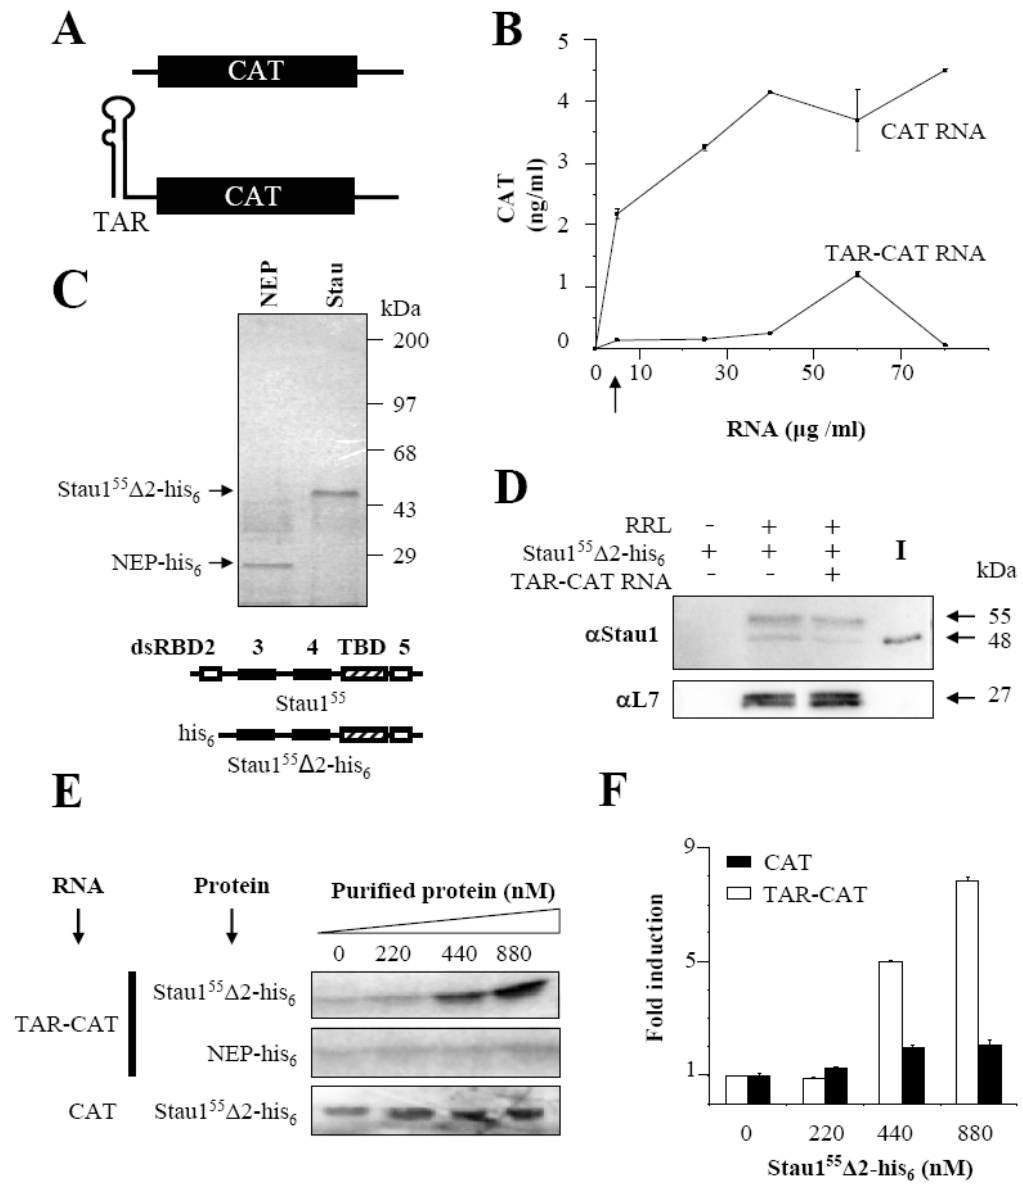 A
CAT
CAT
TAR
B
5
4
3
2
1
0
CAT
(ng/ml)
CAT RNA
TAR-CAT RNA
0 10 30 50 70
RNA (µg /ml)
C
NEP Stau
kDa
200
97
68
43
29
Stau1⁵⁵Δ2-his₆
NEP-his₆
dsRBD2 3 4 TBD 5
Stau1⁵⁵
his₆
Stau1⁵⁵Δ2-his₆
D
RRL - + +
Stau1⁵⁵Δ2-his₆ + + + I
TAR-CAT RNA - - +
kDa
αStau1
55
48
αL7
27
E
RNA Protein Purified protein (nM)
0 220 440 880
TAR-CAT
Stau1⁵⁵Δ2-his₆
NEP-his₆
CAT Stau1⁵⁵Δ2-his₆
F
9
5
1
Fold induction
CAT
TAR-CAT
0 220 440 880
Stau1⁵⁵Δ2-his₆ (nM)